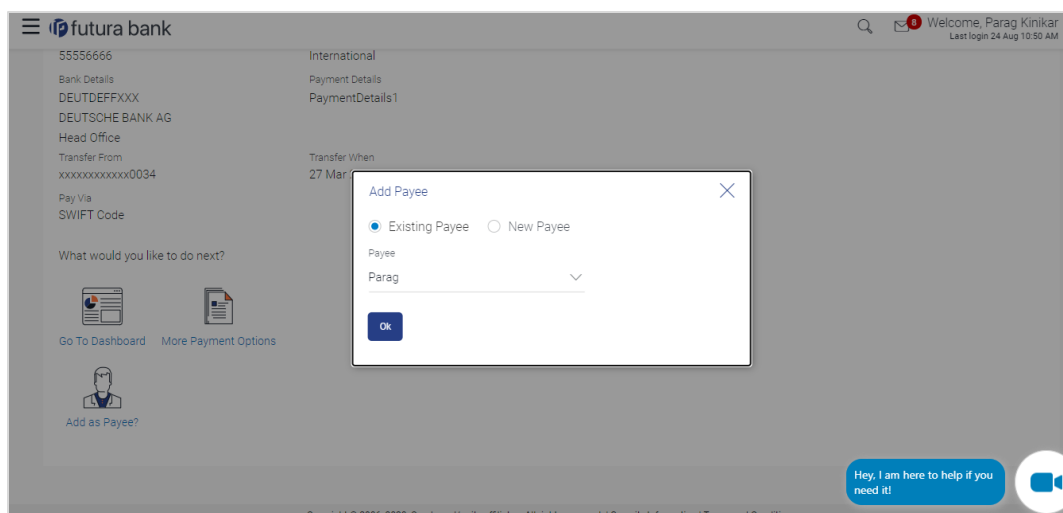 futura bank
8
Welcome, Parag Kinikar
Last login 24 Aug 10:50 AM
55556666
International
Bank Details
Payment Details
DEUTDEFFXXX
PaymentDetails1
DEUTSCHE BANK AG
Head Office
Transfer From
Transfer When
xxxxxxxxxxxx0034
27 Mar
Pay Via
SWIFT Code
Add Payee
Existing Payee
New Payee
Payee
Parag
Ok
What would you like to do next?
Go To Dashboard
More Payment Options
Add as Payee?
Hey, I am here to help if you
need it!